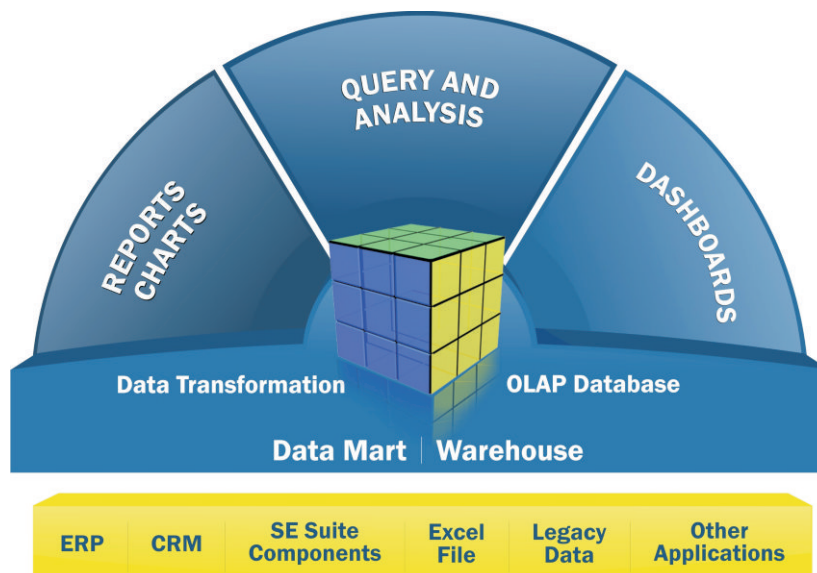 QUERY AND
ANALYSIS
REPORTS
CHARTS
DASHBOARDS
Data Transformation
OLAP Database
Data Mart | Warehouse
ERP
CRM
SE Suite
Components
Excel
File
Legacy
Data
Other
Applications